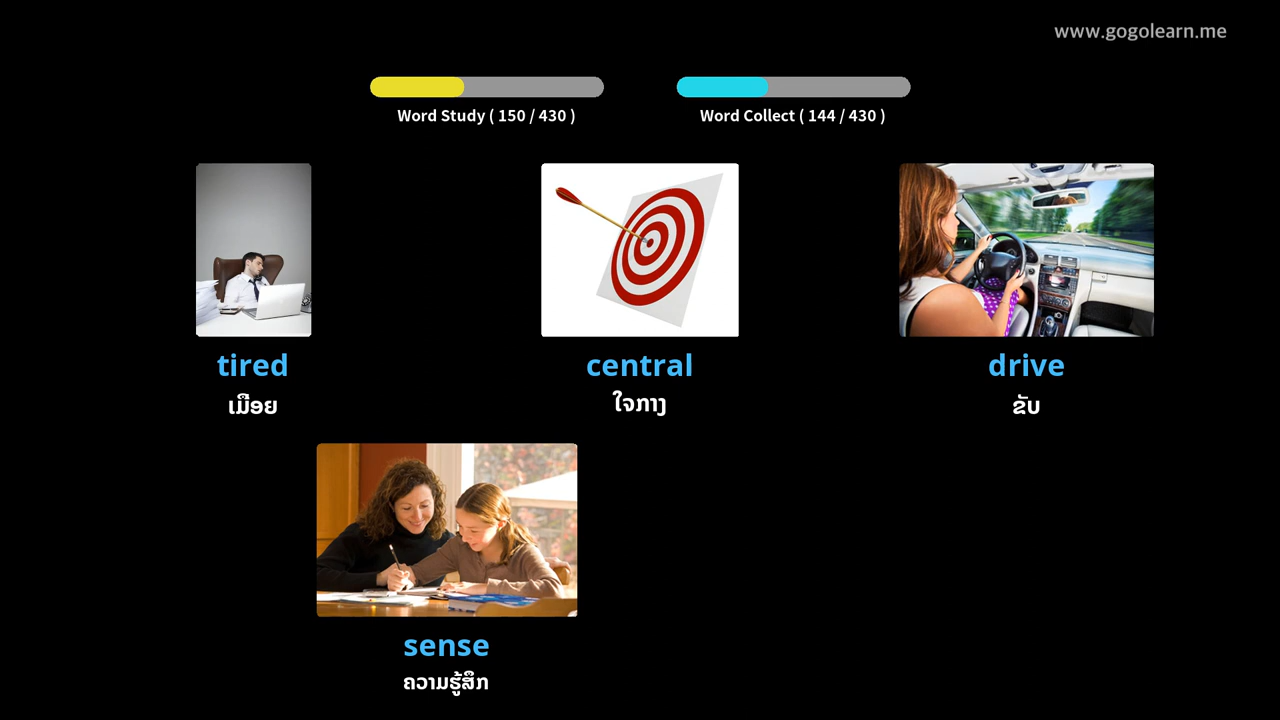 www.gogolearn.me
Word Study ( 150 / 430 )
Word Collect ( 144 / 430 )
tired
ເມື່ອຍ
central
ໃຈກາງ
drive
ຂັບ
sense
ຄວາມຮູ້ສຶກ